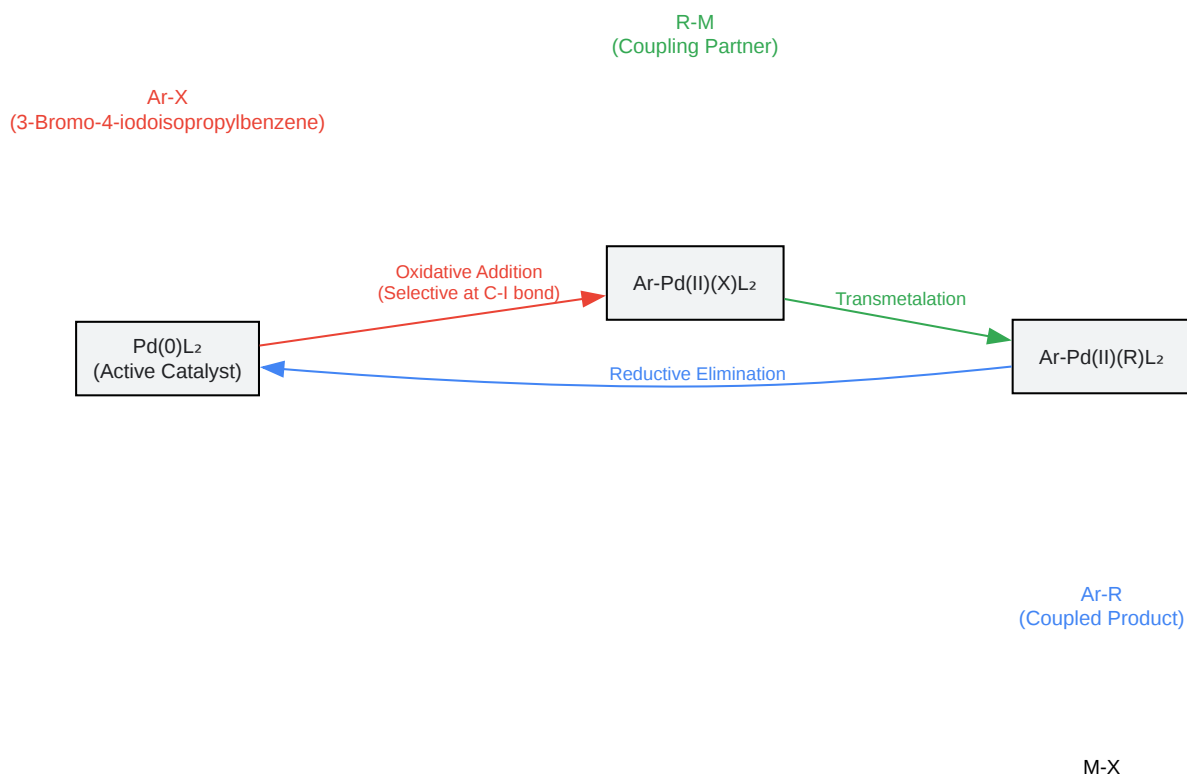 R-M
(Coupling Partner)
Ar-X
(3-Bromo-4-iodoisopropylbenzene)
Oxidative Addition
(Selective at C-I bond)
Ar-Pd(II)(X)L₂
Transmetalation
Pd(0)L₂
(Active Catalyst)
Ar-Pd(II)(R)L₂
Reductive Elimination
Ar-R
(Coupled Product)
M-X